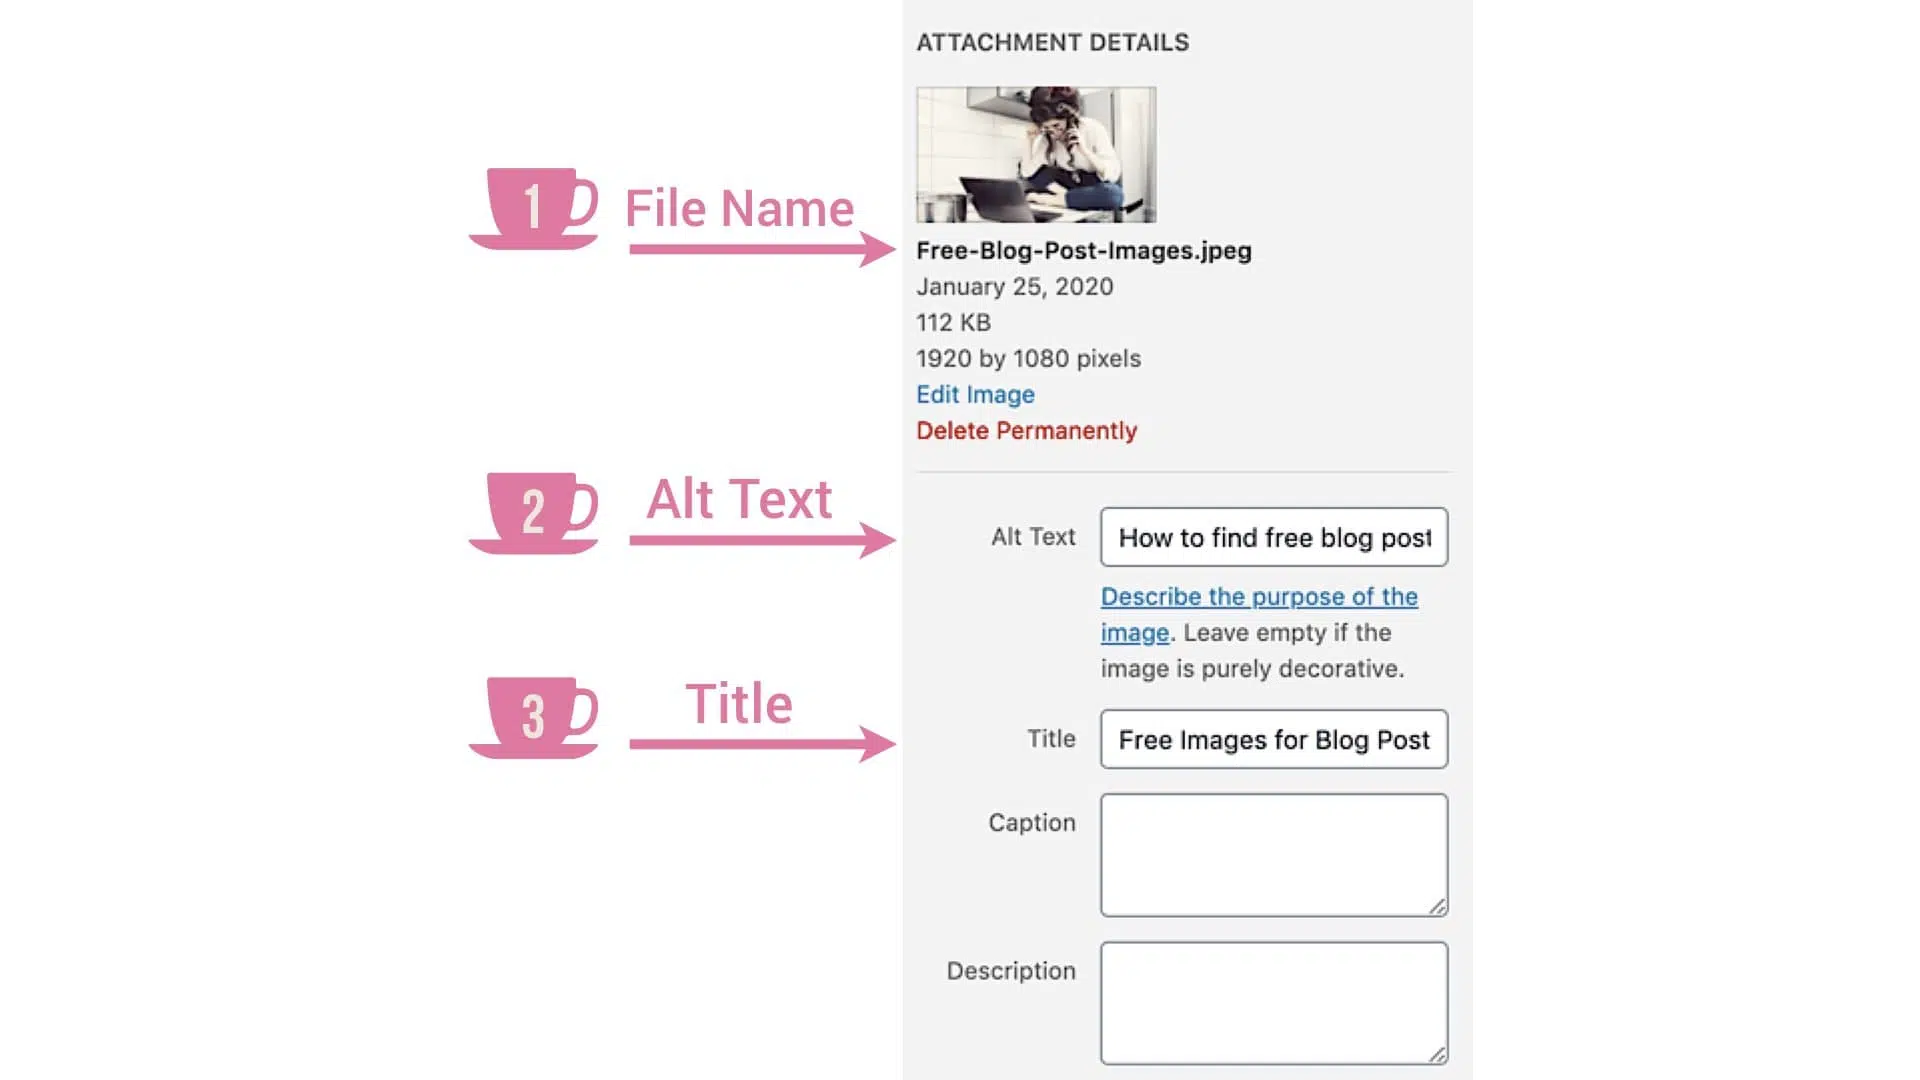 ATTACHMENT DETAILS
1 File Name
Free-Blog-Post-Images.jpeg
January 25, 2020
112 KB
1920 by 1080 pixels
Edit Image
Delete Permanently
2 Alt Text
Alt Text How to find free blog post
Describe the purpose of the
image. Leave empty if the
image is purely decorative.
3 Title
Title Free Images for Blog Post
Caption
Description